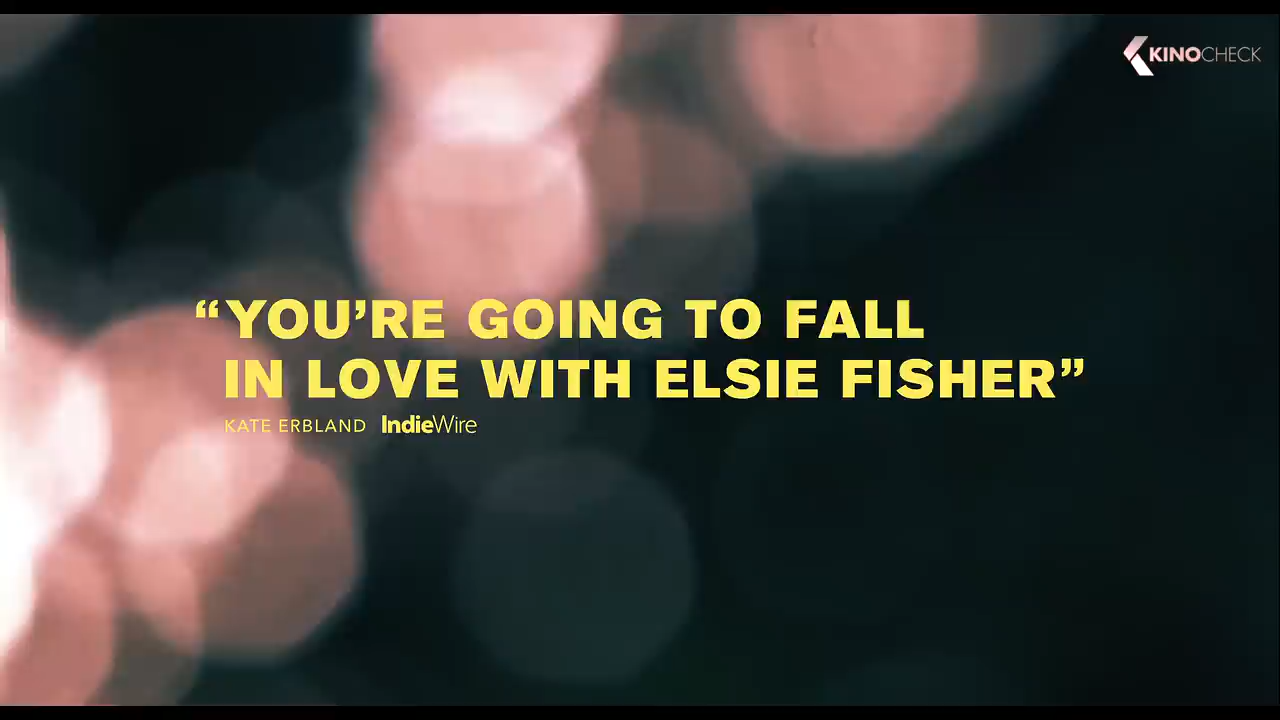 KINOCHECK
“YOU’RE GOING TO FALL
IN LOVE WITH ELSIE FISHER”
KATE ERBLAND IndieWire